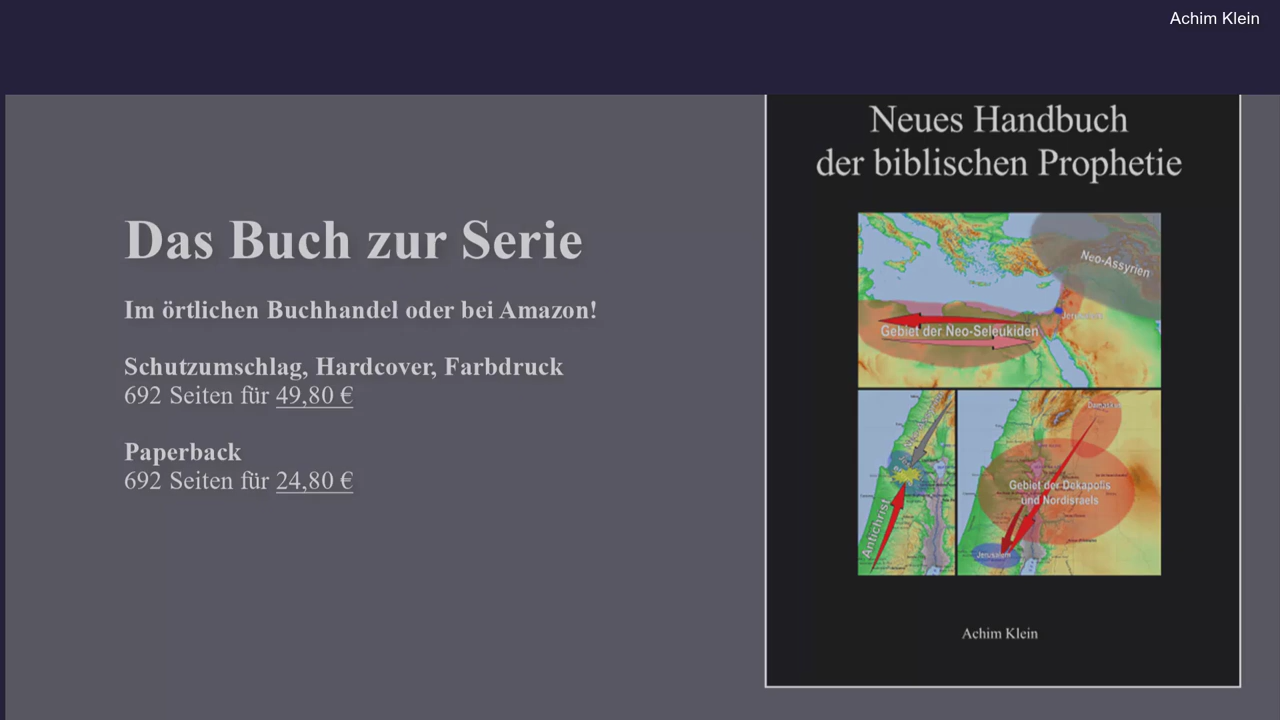 Achim Klein
Das Buch zur Serie
Im örtlichen Buchhandel oder bei Amazon!
Schutzumschlag, Hardcover, Farbdruck
692 Seiten für 49,80 €
Paperback
692 Seiten für 24,80 €
Neues Handbuch
der biblischen Prophetie
Neo-Assyrien
Jerusalem
Gebiet der Neo-Seleukiden
Damaskus
Gebiet der Dekapolis
und Nordisraels
Antichrist
Jerusalem
Achim Klein